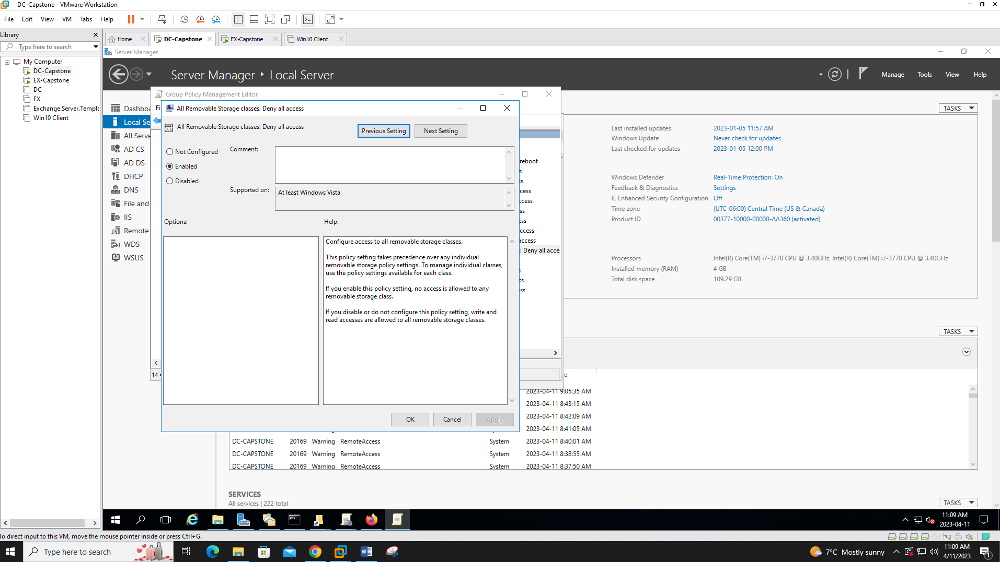 DC-Capstone - VMware Workstation
File Edit View VM Tabs Help
Library
Type here to search
My Computer
DC-Capstone
EX-Capstone
DC
EX
Exchange.Server.Templa
Win10 Client
Home
DC-Capstone
EX-Capstone
Win10 Client
Server Manager
Server Manager Local Server
Manage Tools View Help
Dashboa
Local Se
All Serve
AD CS
AD DS
DHCP
DNS
File and
IIS
Remote
WDS
WSUS
Group Policy Management Editor
Fi
All Removable Storage classes: Deny all access
All Removable Storage classes: Deny all access
Previous Setting
Next Setting
Not Configured
Enabled
Disabled
Comment:
Supported on:
At least Windows Vista
Options:
Help:
Configure access to all removable storage classes.
This policy setting takes precedence over any individual
removable storage policy settings. To manage individual classes,
use the policy settings available for each class.
If you enable this policy setting, no access is allowed to any
removable storage class.
If you disable or do not configure this policy setting, write and
read accesses are allowed to all removable storage classes.
OK Cancel Apply
reboot
s
ss
cess
ccess
ss
ess
access
access
: Deny all acce
s
ss
ess
14 s
TASKS
Last installed updates 2023-01-05 11:57 AM
Windows Update Never check for updates
Last checked for updates 2023-01-05 12:00 PM
Windows Defender Real-Time Protection: On
Feedback & Diagnostics Settings
IE Enhanced Security Configuration Off
Time zone (UTC-06:00) Central Time (US & Canada)
Product ID 00377-10000-00000-AA360 (activated)
Processors Intel(R) Core(TM) i7-3770 CPU @ 3.40GHz, Intel(R) Core(TM) i7-3770 CPU @ 3.40GHz
Installed memory (RAM) 4 GB
Total disk space 109.29 GB
TASKS
e
2023-04-11 9:05:35 AM
2023-04-11 8:43:15 AM
2023-04-11 8:42:09 AM
2023-04-11 8:41:05 AM
DC-CAPSTONE 20169 Warning RemoteAccess System 2023-04-11 8:40:01 AM
DC-CAPSTONE 20169 Warning RemoteAccess System 2023-04-11 8:38:55 AM
DC-CAPSTONE 20169 Warning RemoteAccess System 2023-04-11 8:37:50 AM
SERVICES
All services | 222 total
TASKS
11:09 AM
2023-04-11
To direct input to this VM, move the mouse pointer inside or press Ctrl+G.
Type here to search
7°C Mostly sunny
11:09 AM
4/11/2023
1